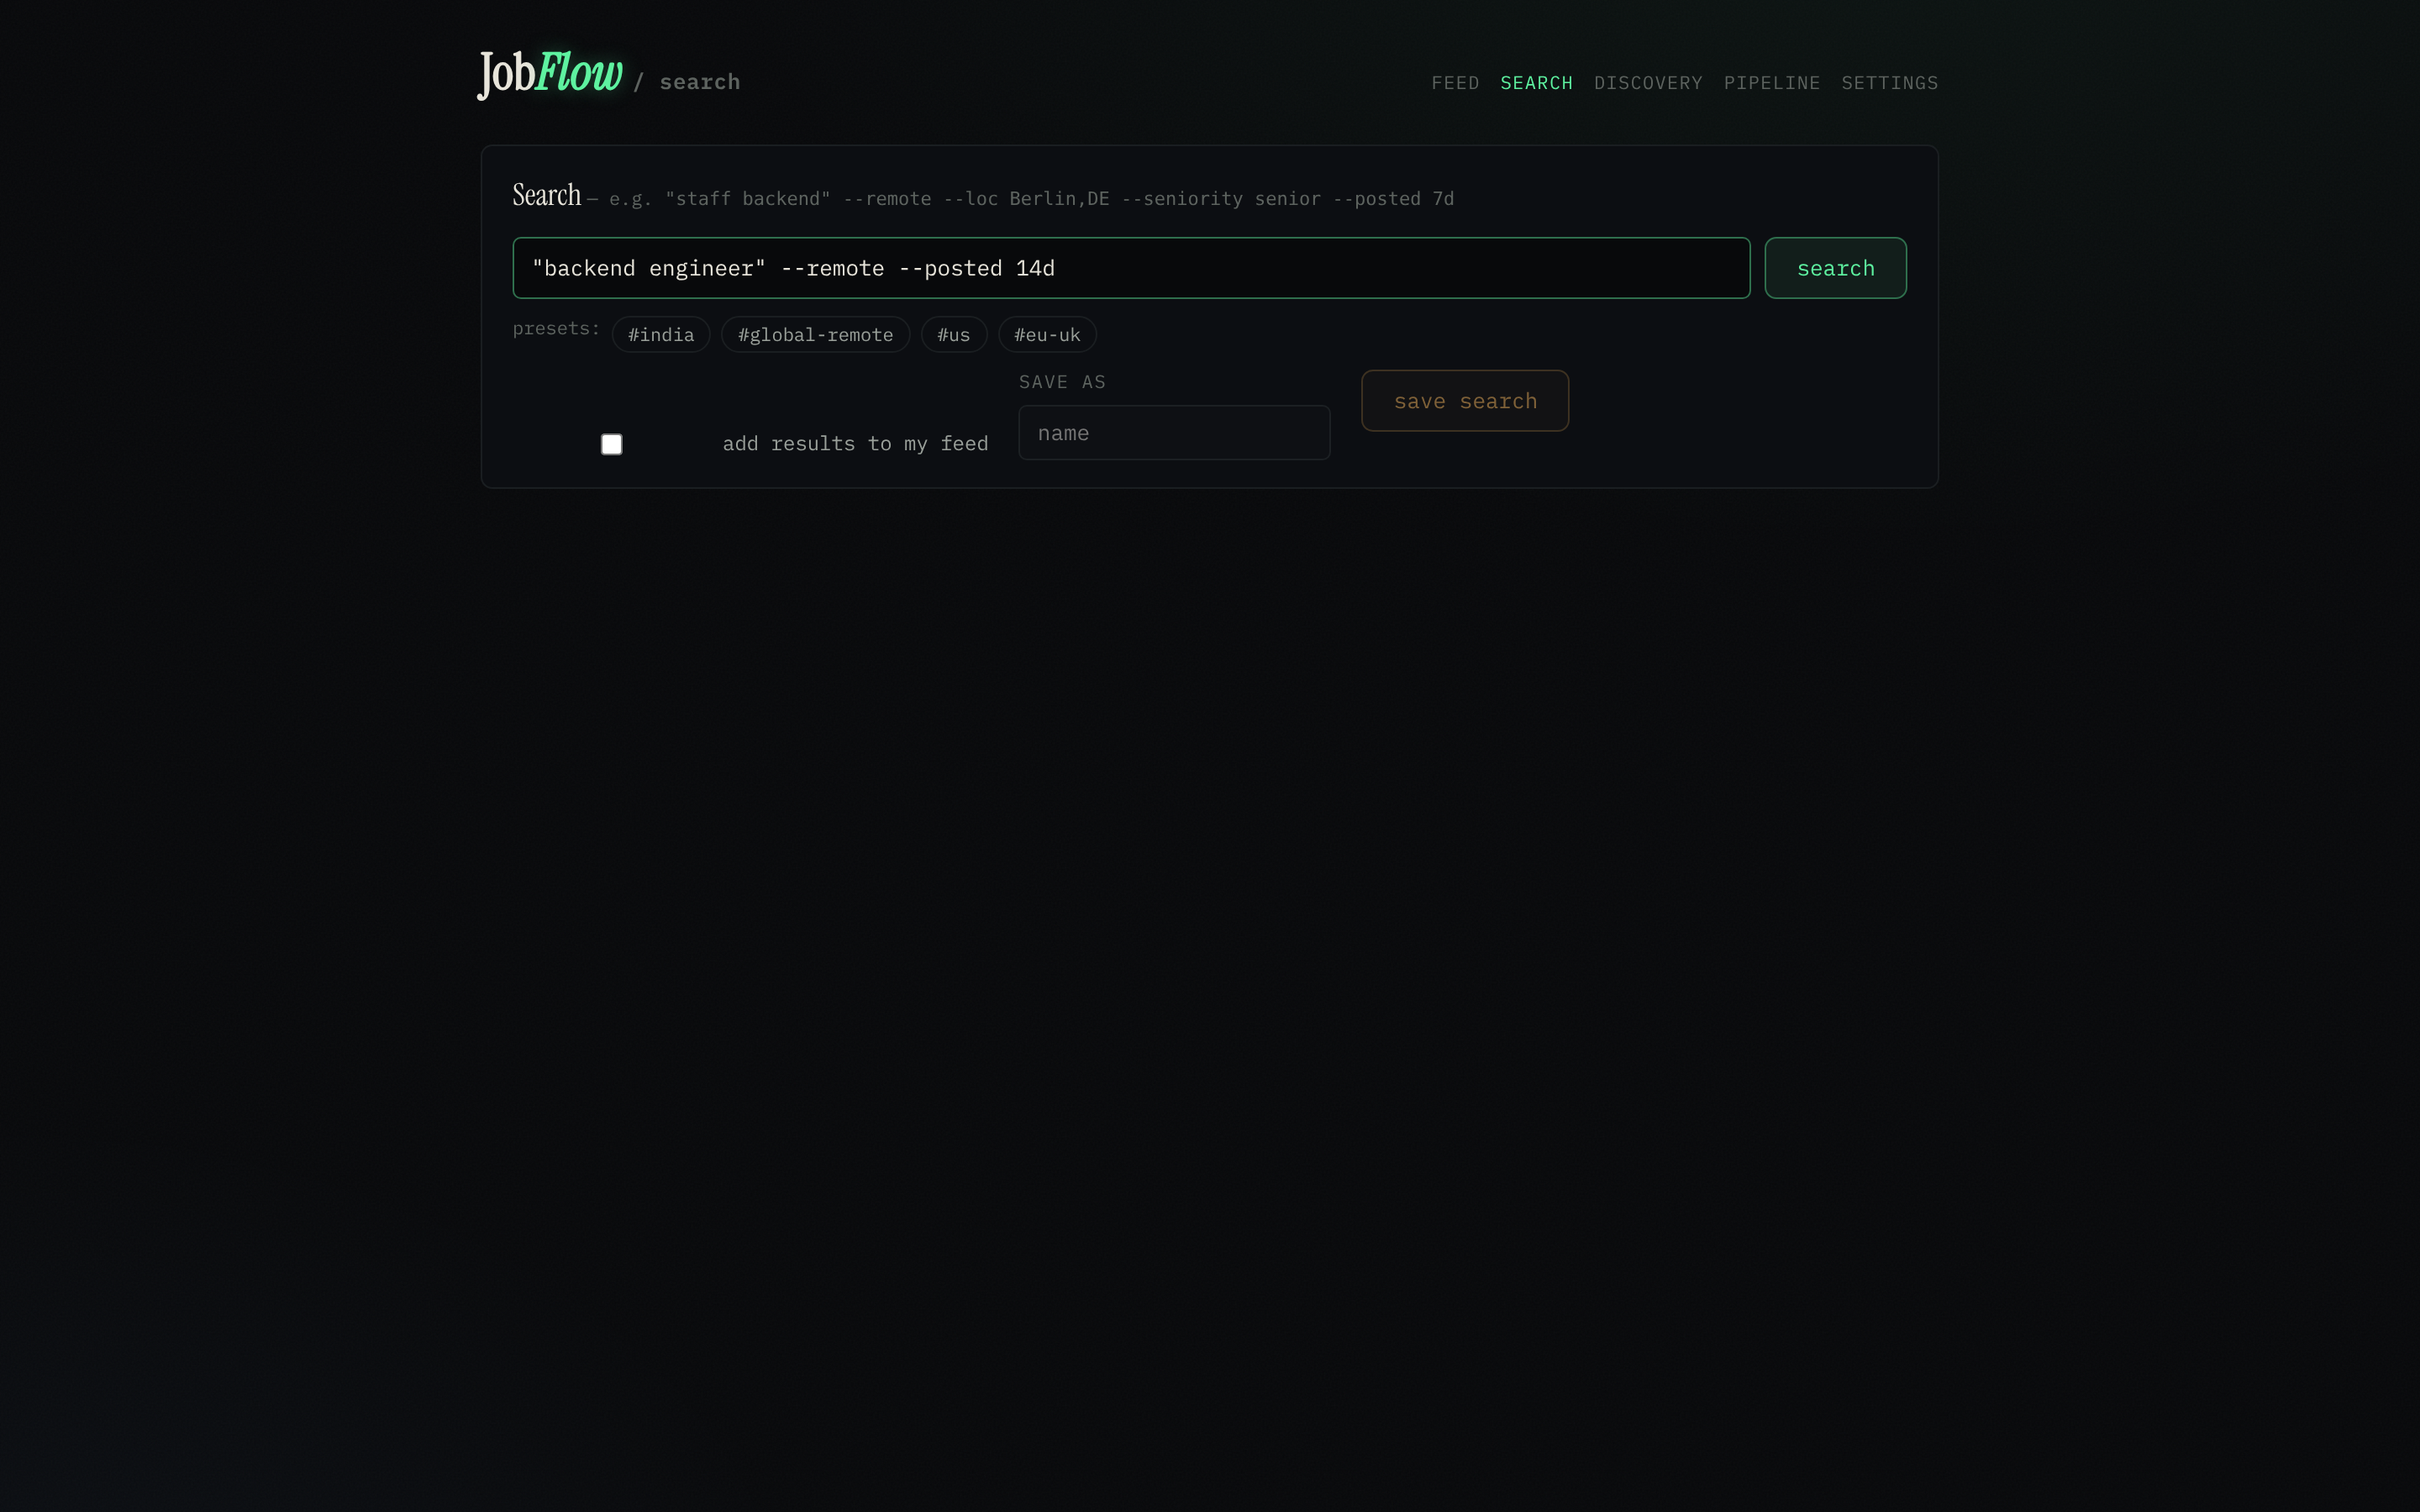 JobFlow / search
FEED SEARCH DISCOVERY PIPELINE SETTINGS
Search — e.g. "staff backend" --remote --loc Berlin,DE --seniority senior --posted 7d
"backend engineer" --remote --posted 14d
search
presets: #india #global-remote #us #eu-uk
add results to my feed
SAVE AS
name
save search